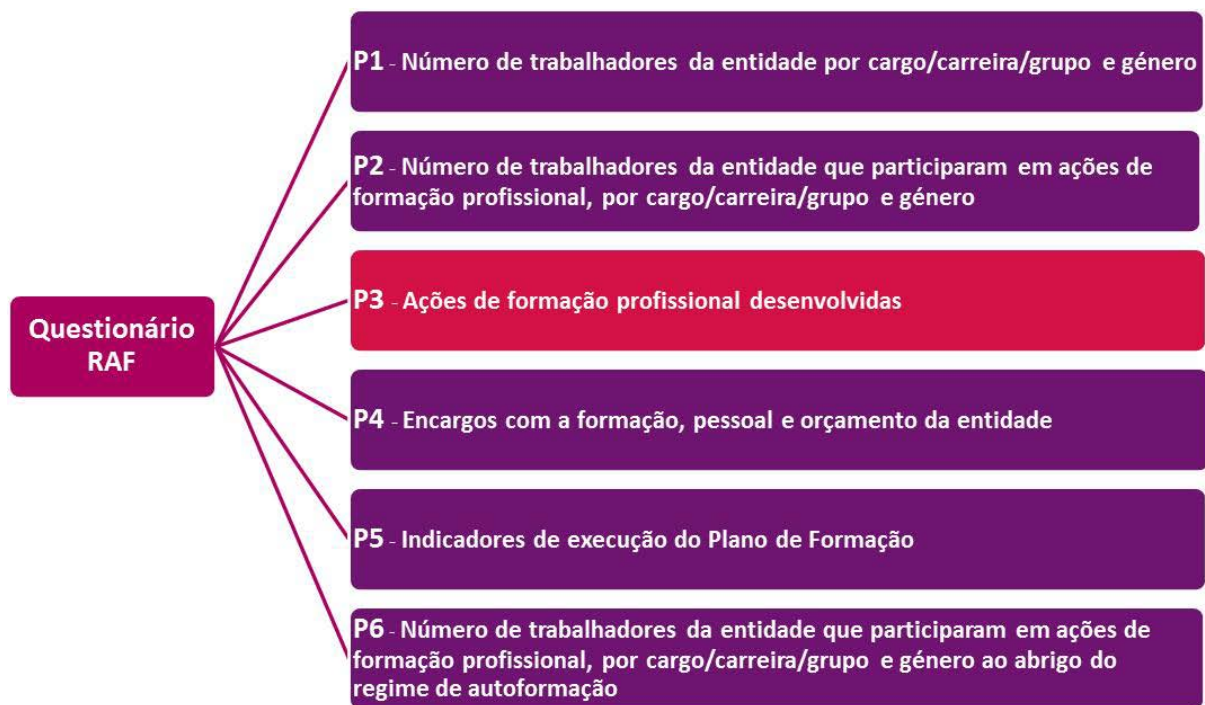 P1 - Número de trabalhadores da entidade por cargo/carreira/grupo e género
P2 - Número de trabalhadores da entidade que participaram em ações de
formação profissional, por cargo/carreira/grupo e género
P3 - Ações de formação profissional desenvolvidas
Questionário
RAF
P4 - Encargos com a formação, pessoal e orçamento da entidade
P5 - Indicadores de execução do Plano de Formação
P6 - Número de trabalhadores da entidade que participaram em ações de
formação profissional, por cargo/carreira/grupo e género ao abrigo do
regime de autoformação